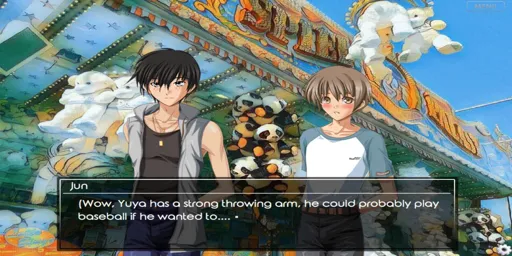 Jun
(Wow, Yuya has a strong throwing arm, he could probably play
baseball if he wanted to....